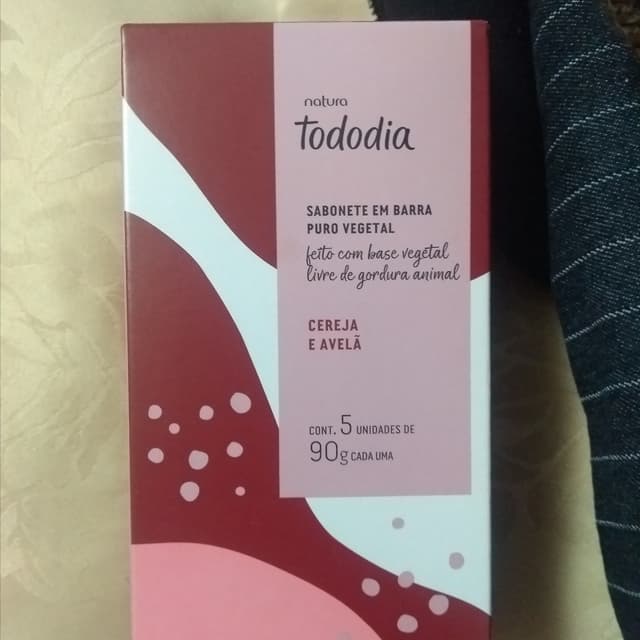 natura
Tododia
SABONETE EM BARRA
PURO VEGETAL
feito com base vegetal
livre de gordura animal
CEREJA
E AVELÃ
CONT. 5 UNIDADES DE
90g CADA UMA